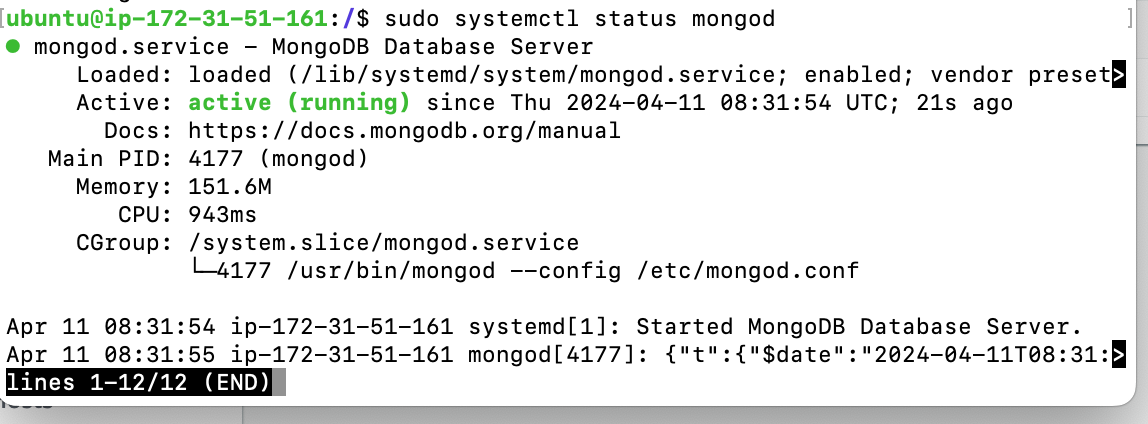 [ubuntu@ip-172-31-51-161:/$ sudo systemctl status mongod ]
● mongod.service – MongoDB Database Server
Loaded: loaded (/lib/systemd/system/mongod.service; enabled; vendor preset>
Active: active (running) since Thu 2024-04-11 08:31:54 UTC; 21s ago
Docs: https://docs.mongodb.org/manual
Main PID: 4177 (mongod)
Memory: 151.6M
CPU: 943ms
CGroup: /system.slice/mongod.service
└─4177 /usr/bin/mongod --config /etc/mongod.conf
Apr 11 08:31:54 ip-172-31-51-161 systemd[1]: Started MongoDB Database Server.
Apr 11 08:31:55 ip-172-31-51-161 mongod[4177]: {"t":{"$date":"2024-04-11T08:31:>
lines 1-12/12 (END)